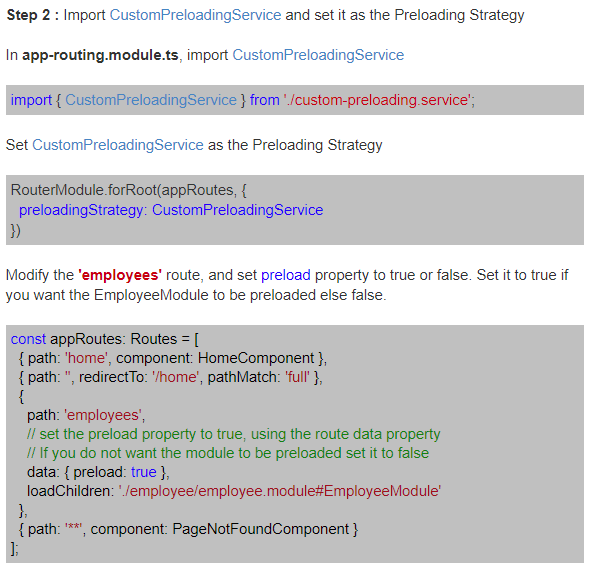 Step 2 : Import CustomPreloadingService and set it as the Preloading Strategy
In app-routing.module.ts, import CustomPreloadingService
import { CustomPreloadingService } from './custom-preloading.service';
Set CustomPreloadingService as the Preloading Strategy
RouterModule.forRoot(appRoutes, {
  preloadingStrategy: CustomPreloadingService
})
Modify the 'employees' route, and set preload property to true or false. Set it to true if
you want the EmployeeModule to be preloaded else false.
const appRoutes: Routes = [
  { path: 'home', component: HomeComponent },
  { path: '', redirectTo: '/home', pathMatch: 'full' },
  {
    path: 'employees',
    // set the preload property to true, using the route data property
    // If you do not want the module to be preloaded set it to false
    data: { preload: true },
    loadChildren: './employee/employee.module#EmployeeModule'
  },
  { path: '**', component: PageNotFoundComponent }
];